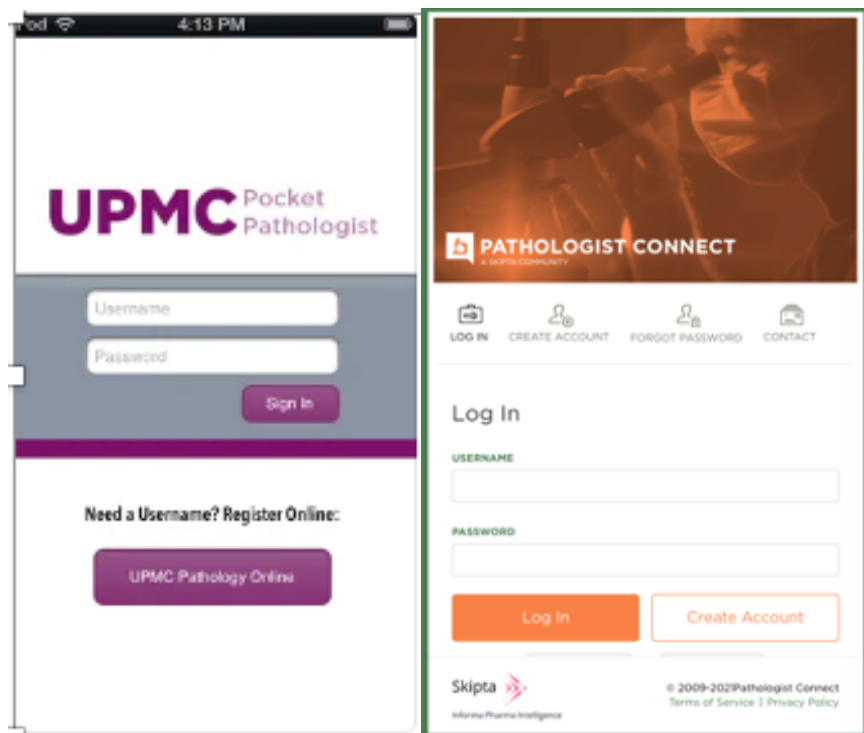 Pod 4:13 PM
UPMC Pocket
Pathologist
Username
Password
Sign In
Need a Username? Register Online:
UPMC Pathology Online
PATHOLOGIST CONNECT
A SKIPTA COMMUNITY
LOG IN CREATE ACCOUNT FORGOT PASSWORD CONTACT
Log In
USERNAME
PASSWORD
Log In Create Account
Skipta
Informa Pharma Intelligence
© 2009-2021Pathologist Connect
Terms of Service | Privacy Policy